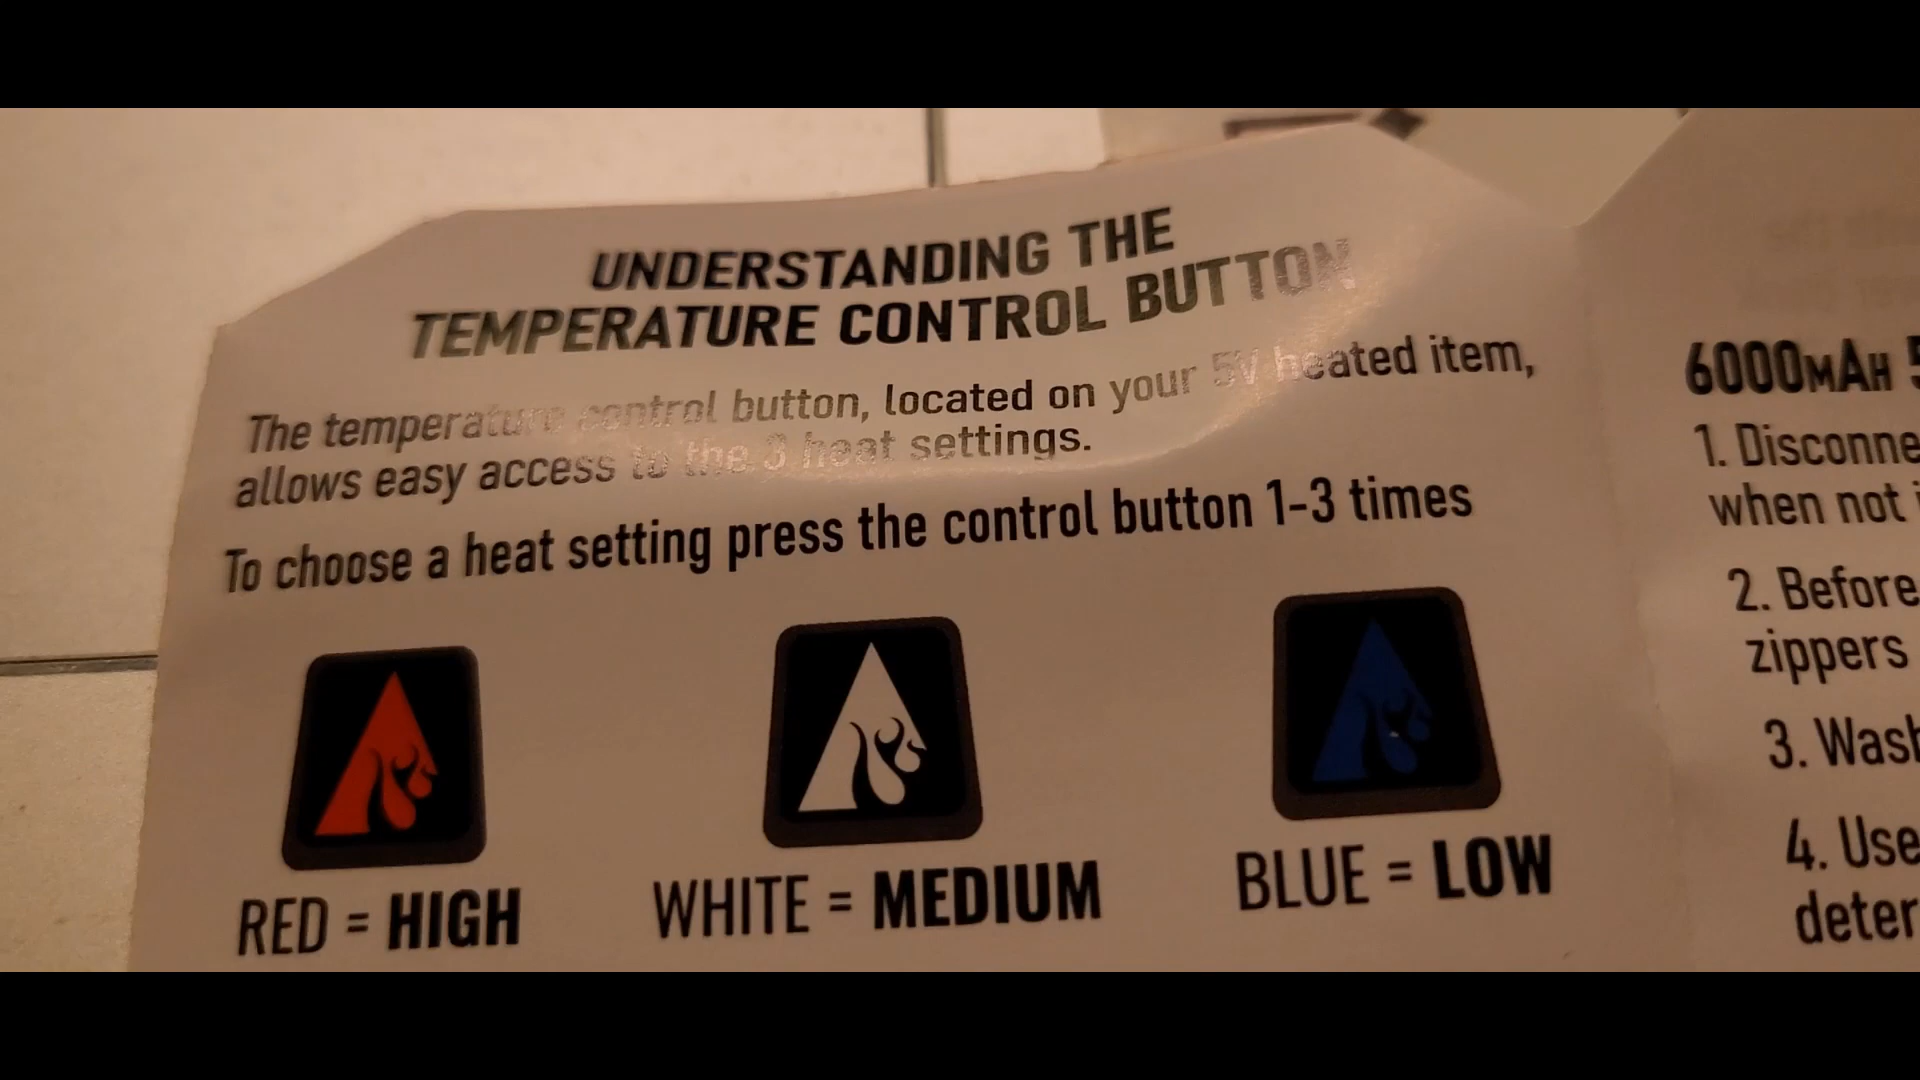 UNDERSTANDING THE
TEMPERATURE CONTROL BUTTON
The temperature control button, located on your 5V heated item,
allows easy access to the 3 heat settings.
To choose a heat setting press the control button 1-3 times
RED = HIGH
WHITE = MEDIUM
BLUE = LOW
6000MAH 5
1. Disconne
when not i
2. Before
zippers
3. Wash
4. Use
deter